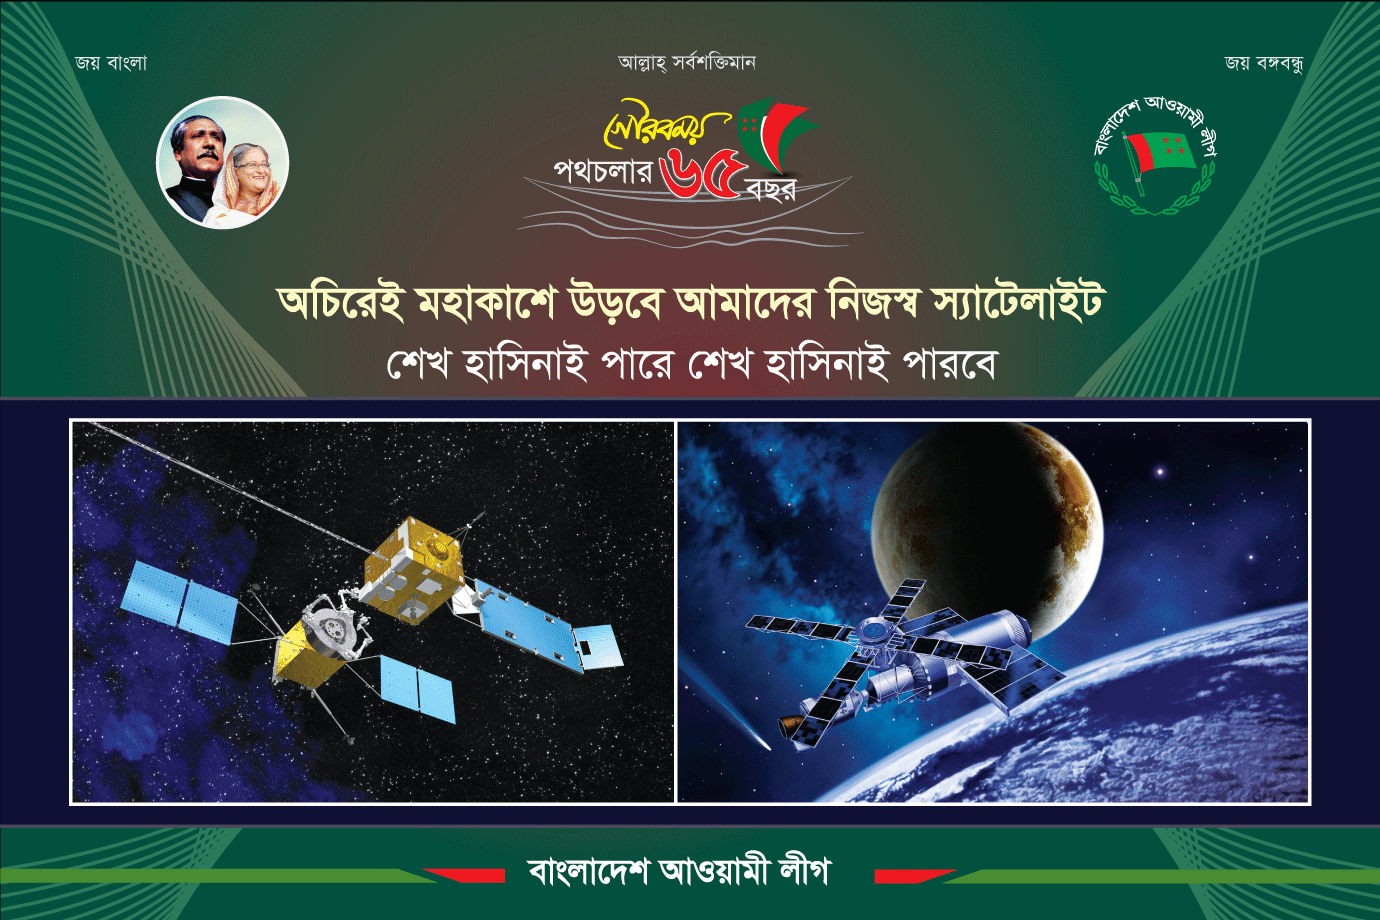 জয় বাংলা
আল্লাহ্ সর্বশক্তিমান
জয় বঙ্গবন্ধু
গৌরবময়
পথচলার ৬৫ বছর
বাংলাদেশ আওয়ামী লীগ
অচিরেই মহাকাশে উড়বে আমাদের নিজস্ব স্যাটেলাইট
শেখ হাসিনাই পারে শেখ হাসিনাই পারবে
বাংলাদেশ আওয়ামী লীগ